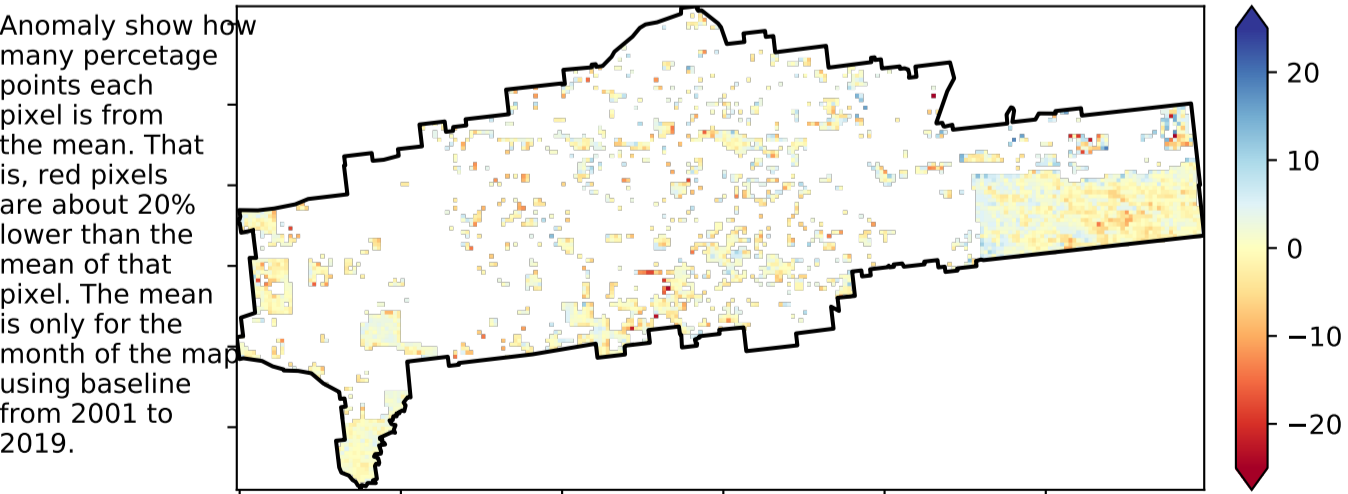 Anomaly show how
many percetage
points each
pixel is from
the mean. That
is, red pixels
are about 20%
lower than the
mean of that
pixel. The mean
is only for the
month of the map
using baseline
from 2001 to
2019.
20
10
0
−10
−20